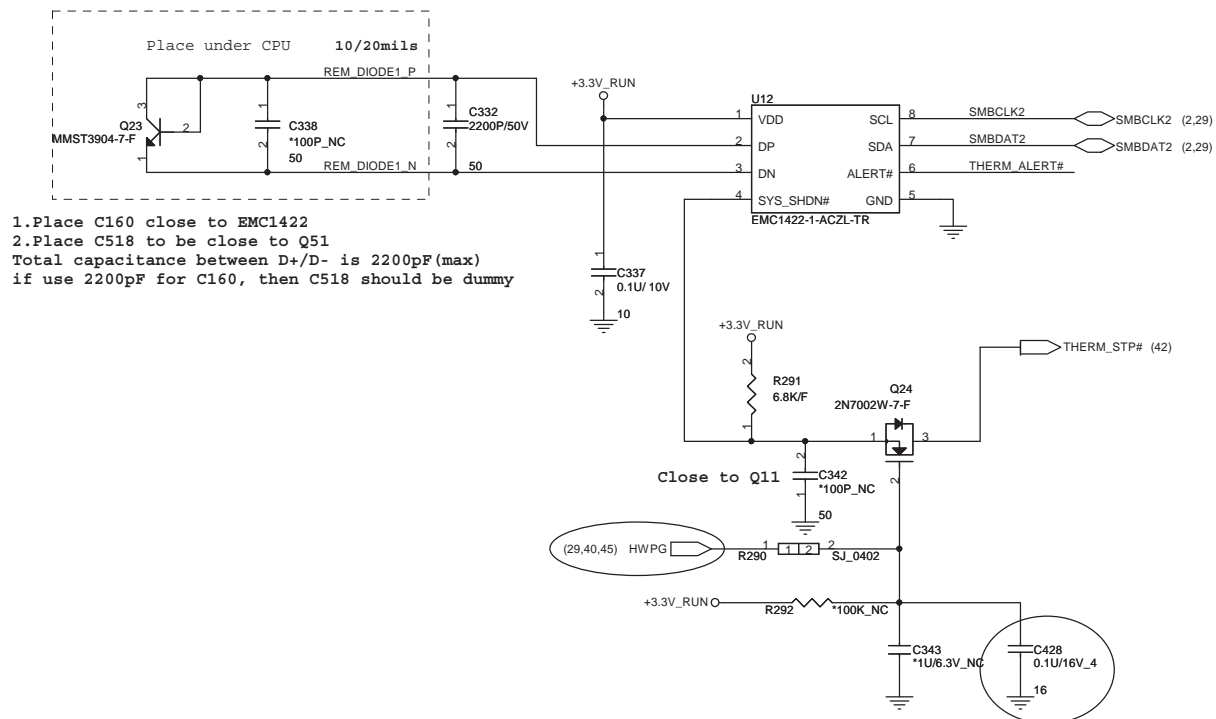 Place under CPU 10/20mils
REM_DIODE1_P
3
Q23
MMST3904-7-F
2
1
1
C338
*100P_NC
2
50
REM_DIODE1_N
1
C332
2200P/50V
2
50
1.Place C160 close to EMC1422
2.Place C518 to be close to Q51
Total capacitance between D+/D- is 2200pF(max)
if use 2200pF for C160, then C518 should be dummy
+3.3V_RUN
1
C337
0.1U/ 10V
2
10
U12
1 VDD SCL 8 SMBCLK2 SMBCLK2 (2,29)
2 DP SDA 7 SMBDAT2 SMBDAT2 (2,29)
3 DN ALERT# 6 THERM_ALERT#
4 SYS_SHDN# GND 5
EMC1422-1-ACZL-TR
+3.3V_RUN
2
R291
6.8K/F
1
THERM_STP# (42)
Q24
2N7002W-7-F
1 3
2
Close to Q11
2
C342
*100P_NC
1
50
(29,40,45) HWPG
1 1 2 2
R290 SJ_0402
+3.3V_RUN
R292 *100K_NC
C343
*1U/6.3V_NC
C428
0.1U/16V_4
16